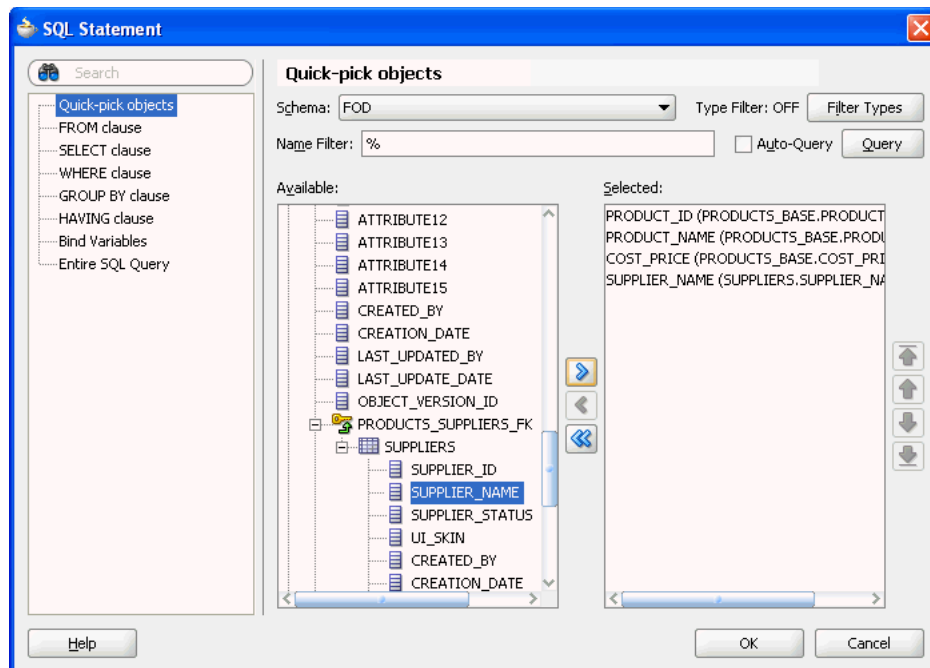 SQL Statement
Search
Quick-pick objects
FROM clause
SELECT clause
WHERE clause
GROUP BY clause
HAVING clause
Bind Variables
Entire SQL Query
Quick-pick objects
Schema: FOD Type Filter: OFF Filter Types
Name Filter: % Auto-Query Query
Available:
ATTRIBUTE12
ATTRIBUTE13
ATTRIBUTE14
ATTRIBUTE15
CREATED_BY
CREATION_DATE
LAST_UPDATED_BY
LAST_UPDATE_DATE
OBJECT_VERSION_ID
PRODUCTS_SUPPLIERS_FK
SUPPLIERS
SUPPLIER_ID
SUPPLIER_NAME
SUPPLIER_STATUS
UI_SKIN
CREATED_BY
CREATION_DATE
Selected:
PRODUCT_ID (PRODUCTS_BASE.PRODUCT
PRODUCT_NAME (PRODUCTS_BASE.PRODU
COST_PRICE (PRODUCTS_BASE.COST_PRI
SUPPLIER_NAME (SUPPLIERS.SUPPLIER_NA
Help OK Cancel